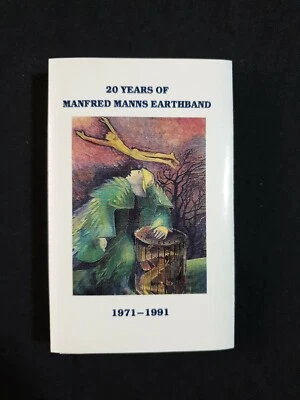 20 YEARS OF
MANFRED MANNS EARTHBAND
1971–1991